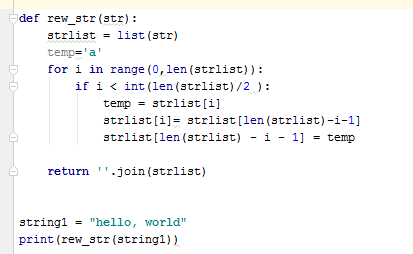 def rew_str(str):
    strlist = list(str)
    temp='a'
    for i in range(0,len(strlist)):
        if i < int(len(strlist)/2 ):
            temp = strlist[i]
            strlist[i]= strlist[len(strlist)-i-1]
            strlist[len(strlist) - i - 1] = temp

    return ''.join(strlist)


string1 = "hello, world"
print(rew_str(string1))